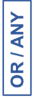 OR / ANY